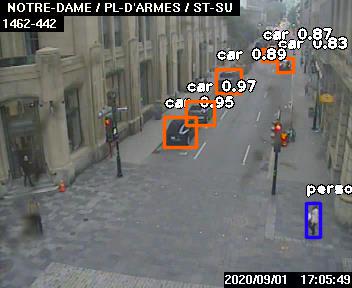 NOTRE-DAME / PL-D'ARMES / ST-SU
1462-442
car 0.87
car 0.83
car 0.89
car 0.97
car 0.95
perso
2020/09/01 17:05:49